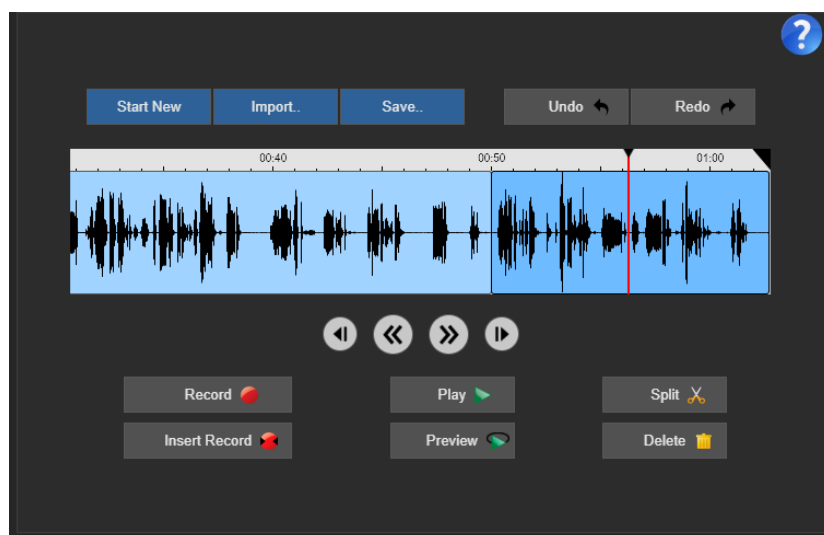 ?
Start New Import.. Save.. Undo Redo
00:40 00:50 01:00
Record Play Split
Insert Record Preview Delete